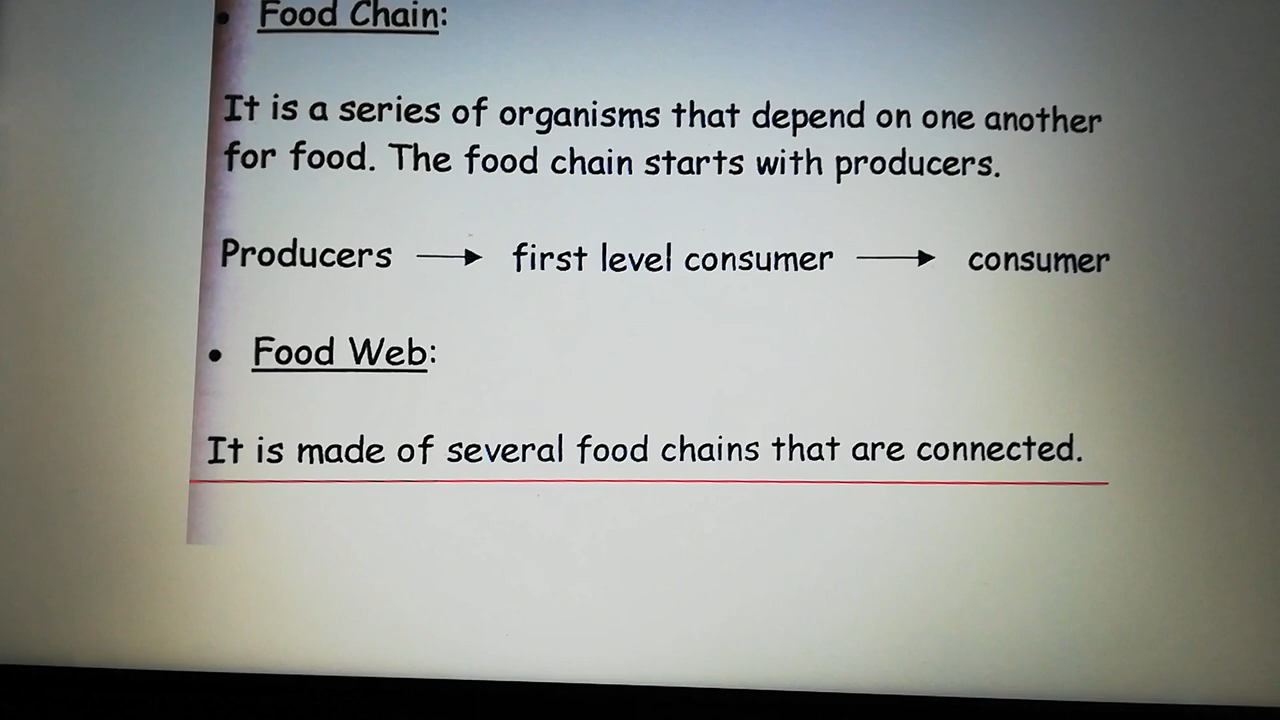 • Food Chain:
It is a series of organisms that depend on one another
for food. The food chain starts with producers.
Producers → first level consumer → consumer
• Food Web:
It is made of several food chains that are connected.